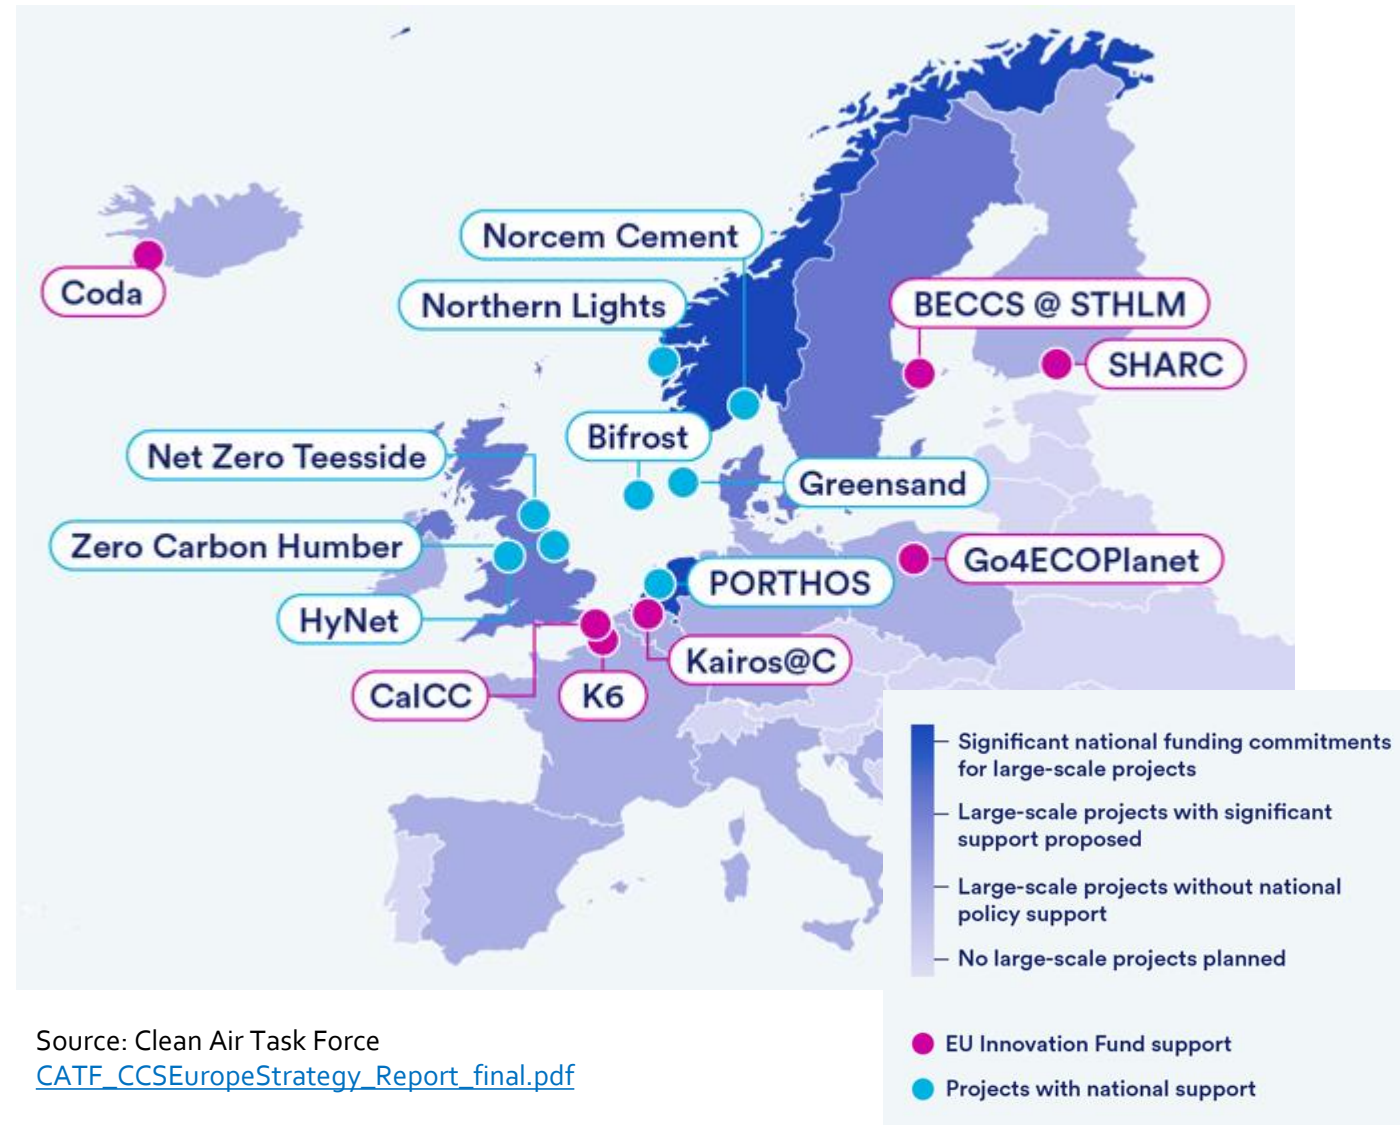 Norcem Cement
Northern Lights
Coda
BECCS @ STHLM
SHARC
Bifrost
Net Zero Teesside
Greensand
Zero Carbon Humber
Go4ECOPlanet
PORTHOS
HyNet
Kairos@C
CalCC
K6
Significant national funding commitments
for large-scale projects
Large-scale projects with significant
support proposed
Large-scale projects without national
policy support
No large-scale projects planned
EU Innovation Fund support
Projects with national support
Source: Clean Air Task Force
CATF_CCSEuropeStrategy_Report_final.pdf